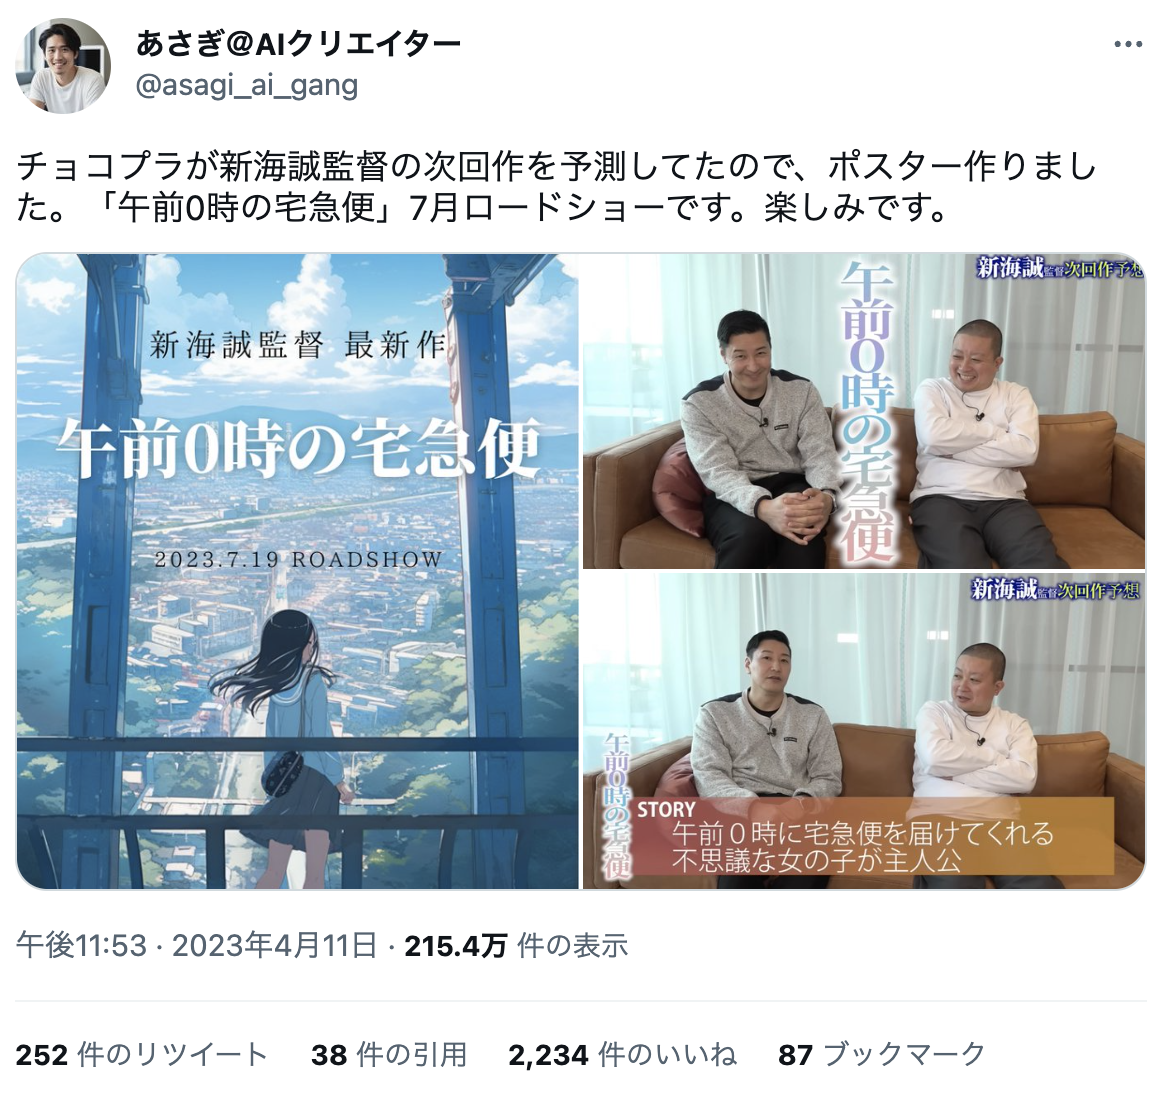 あさぎ@AIクリエイター
@asagi_ai_gang
チョコプラが新海誠監督の次回作を予測してたので、ポスター作りまし
た。「午前0時の宅急便」7月ロードショーです。楽しみです。
新海誠監督 最新作
午前0時の宅急便
2023.7.19 ROADSHOW
新海誠監督次回作予想
午前0時の宅急便
新海誠監督次回作予想
午前0時の宅急便
STORY
午前0時に宅急便を届けてくれる
不思議な女の子が主人公
午後11:53 · 2023年4月11日 · 215.4万 件の表示
252 件のリツイート 38 件の引用 2,234 件のいいね 87 ブックマーク